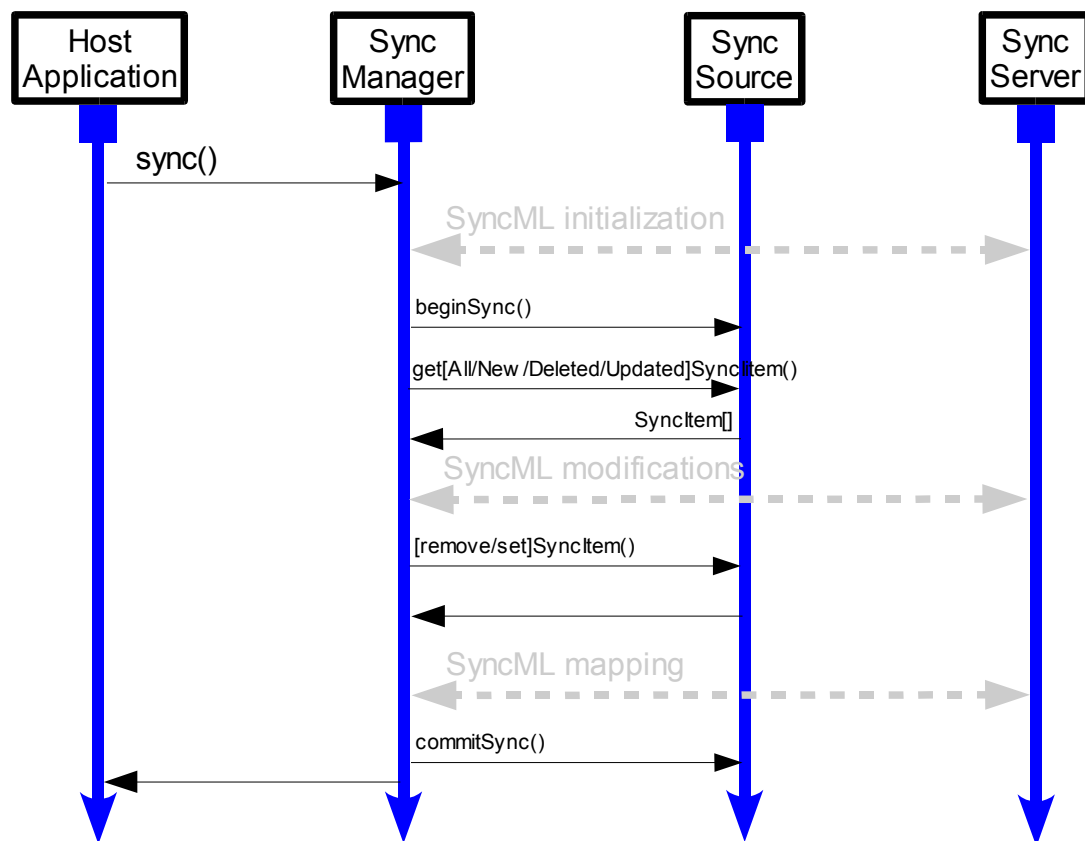 Host
Application
Sync
Manager
Sync
Source
Sync
Server
sync()
SyncML initialization
beginSync()
get[All/New /Deleted/Updated]SyncIitem()
SyncItem[]
SyncML modifications
[remove/set]SyncItem()
SyncML mapping
commitSync()